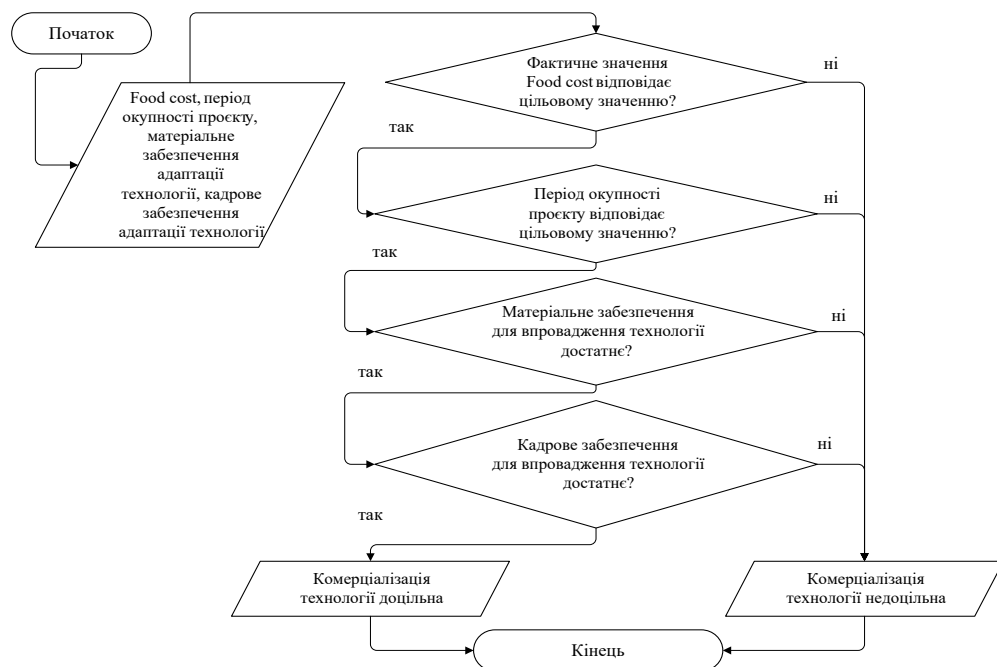 Початок
Food cost, період
окупності проєкту,
матеріальне
забезпечення
адаптації
технології, кадрове
забезпечення
адаптації технології
Фактичне значення
Food cost відповідає
цільовому значенню?
ні
так
Період окупності
проєкту відповідає
цільовому значенню?
ні
так
Матеріальне забезпечення
для впровадження технології
достатнє?
ні
так
Кадрове забезпечення
для впровадження технології
достатнє?
ні
так
Комерціалізація
технології доцільна
Комерціалізація
технології недоцільна
Кінець